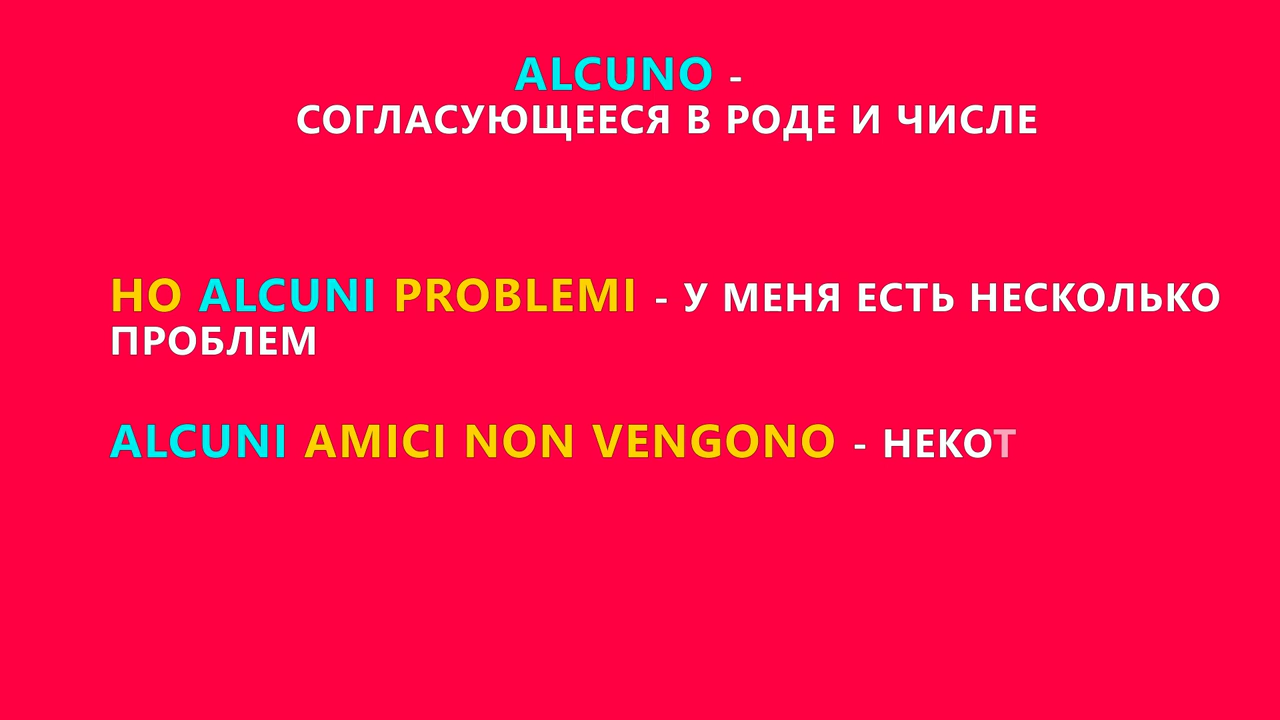 ALCUNO -
СОГЛАСУЮЩЕЕСЯ В РОДЕ И ЧИСЛЕ
HO ALCUNI PROBLEMI - У МЕНЯ ЕСТЬ НЕСКОЛЬКО
ПРОБЛЕМ
ALCUNI AMICI NON VENGONO - НЕКОТ